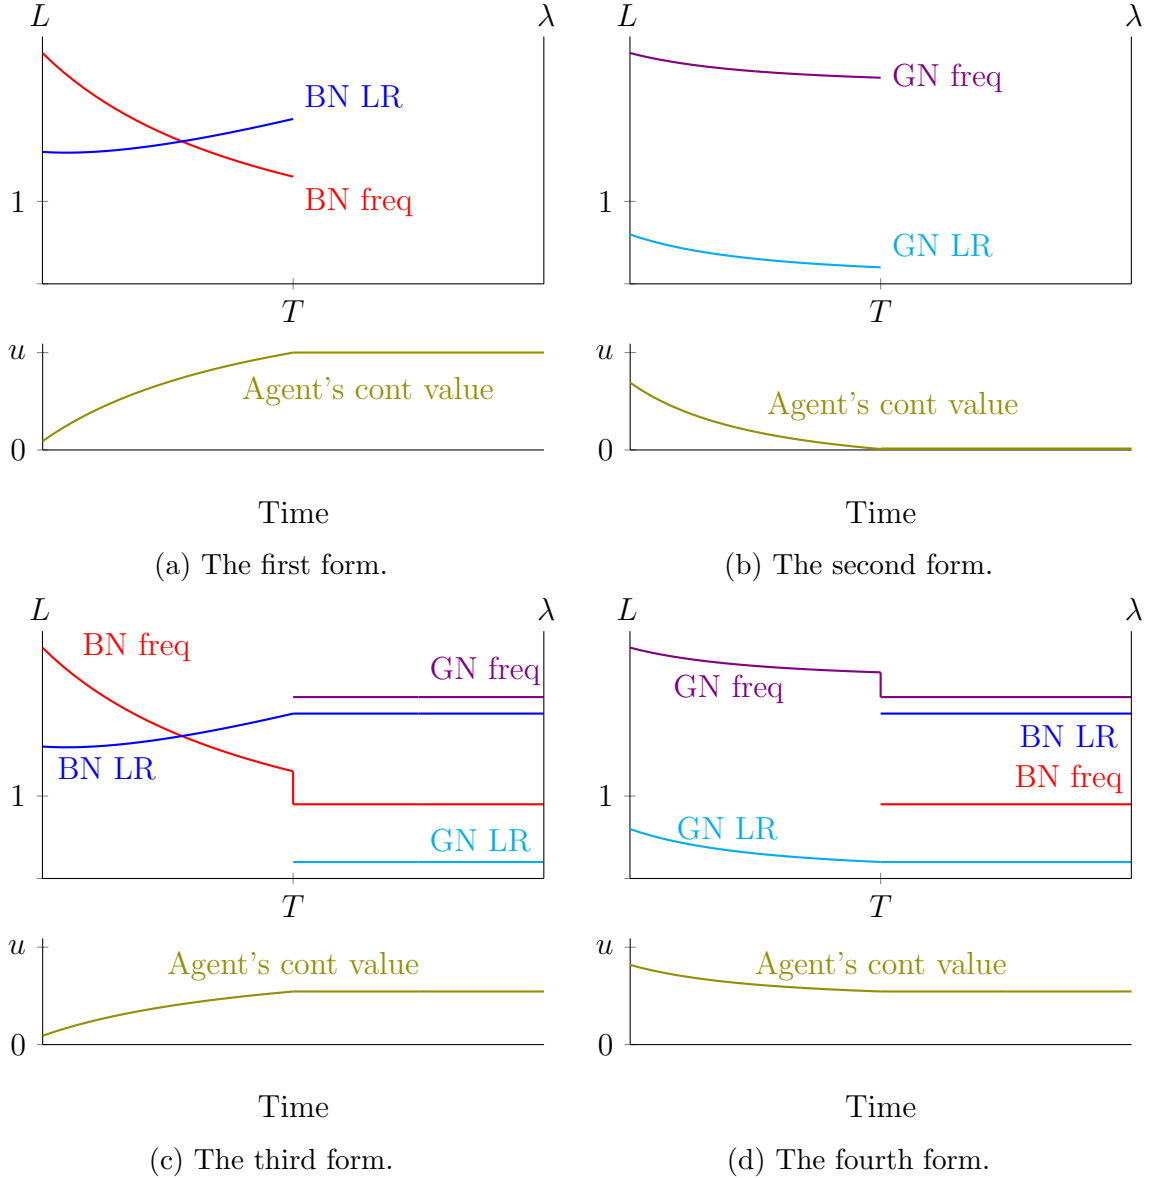 L λ
BN LR
BN freq
1
T
u
Agent's cont value
0
Time
(a) The first form.
L λ
GN freq
1
GN LR
T
u
Agent's cont value
0
Time
(b) The second form.
L λ
BN freq
GN freq
BN LR
1
GN LR
T
u
Agent's cont value
0
Time
(c) The third form.
L λ
GN freq
BN LR
BN freq
1
GN LR
T
u
Agent's cont value
0
Time
(d) The fourth form.